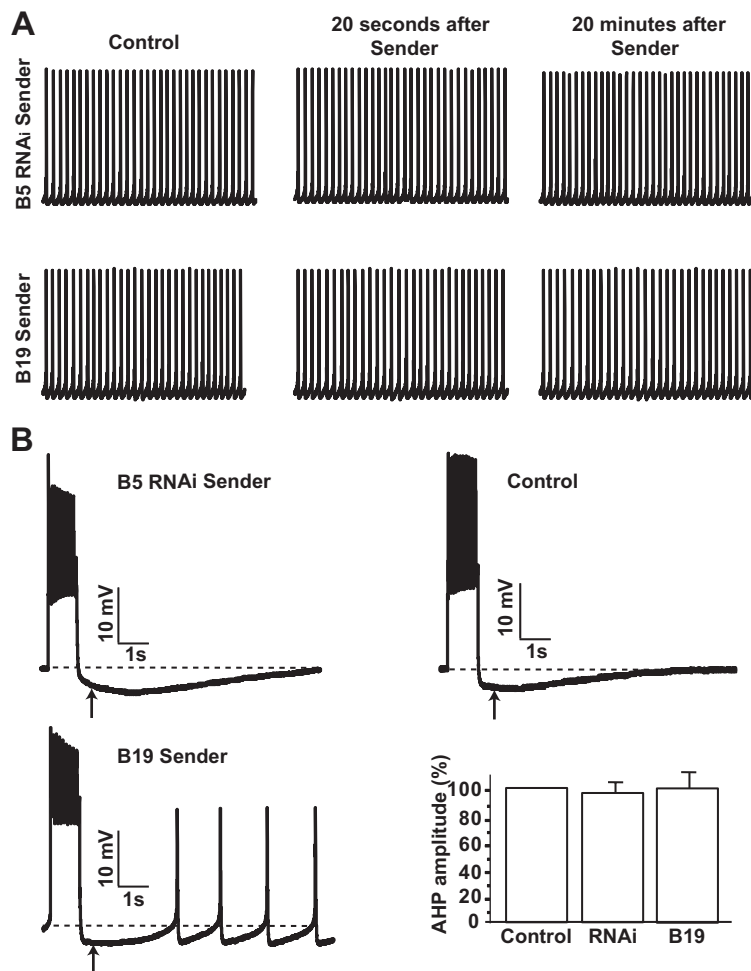 A
Control
20 seconds after
Sender
20 minutes after
Sender
B5 RNAi Sender
B19 Sender
B
B5 RNAi Sender
10 mV
1s
Control
10 mV
1s
B19 Sender
10 mV
1s
AHP amplitude (%)
100
80
60
40
20
0
Control RNAi B19